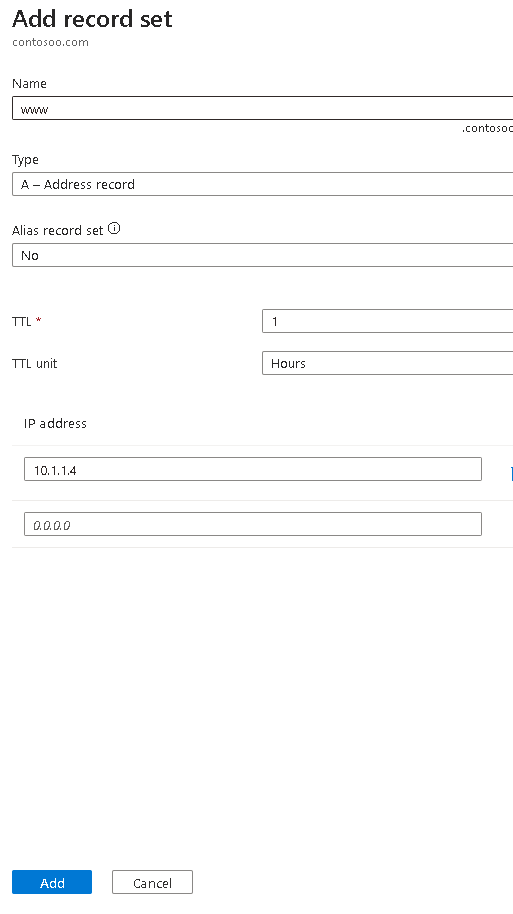 Add record set
contosoo.com
Name
www
.contosoo
Type
A – Address record
Alias record set
No
TTL *
1
TTL unit
Hours
IP address
10.1.1.4
0.0.0.0
Add
Cancel